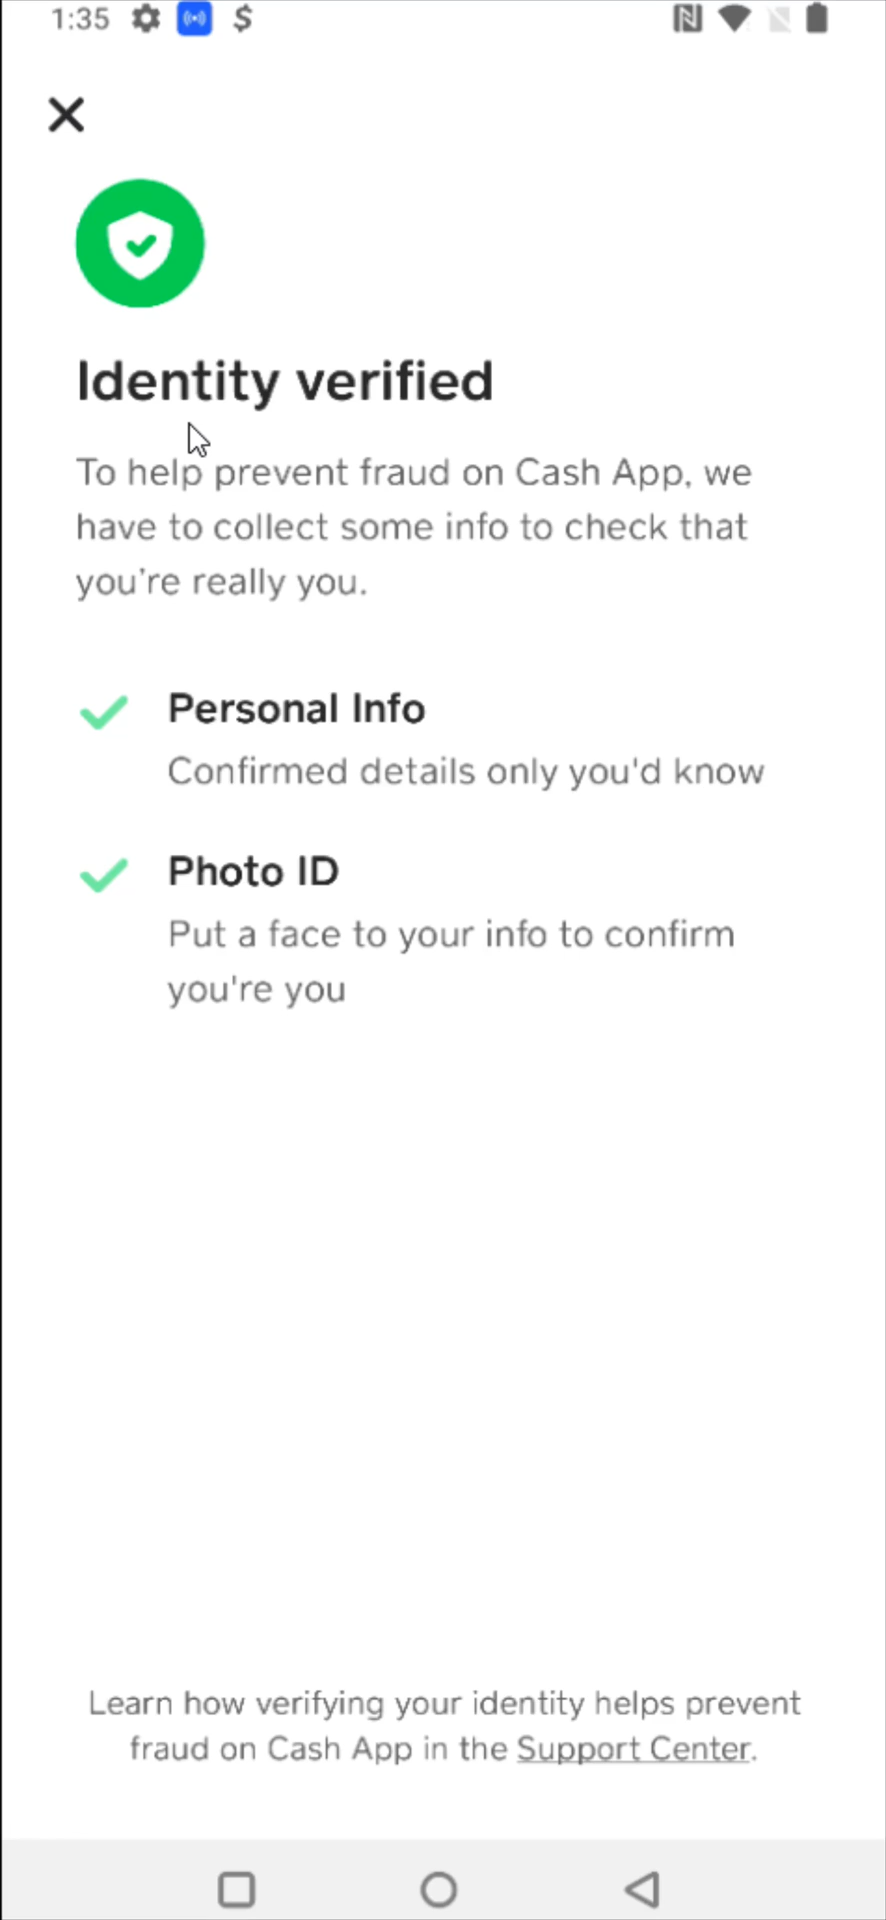 1:35 $
Identity verified
To help prevent fraud on Cash App, we
have to collect some info to check that
you're really you.
Personal Info
Confirmed details only you'd know
Photo ID
Put a face to your info to confirm
you're you
Learn how verifying your identity helps prevent
fraud on Cash App in the Support Center.